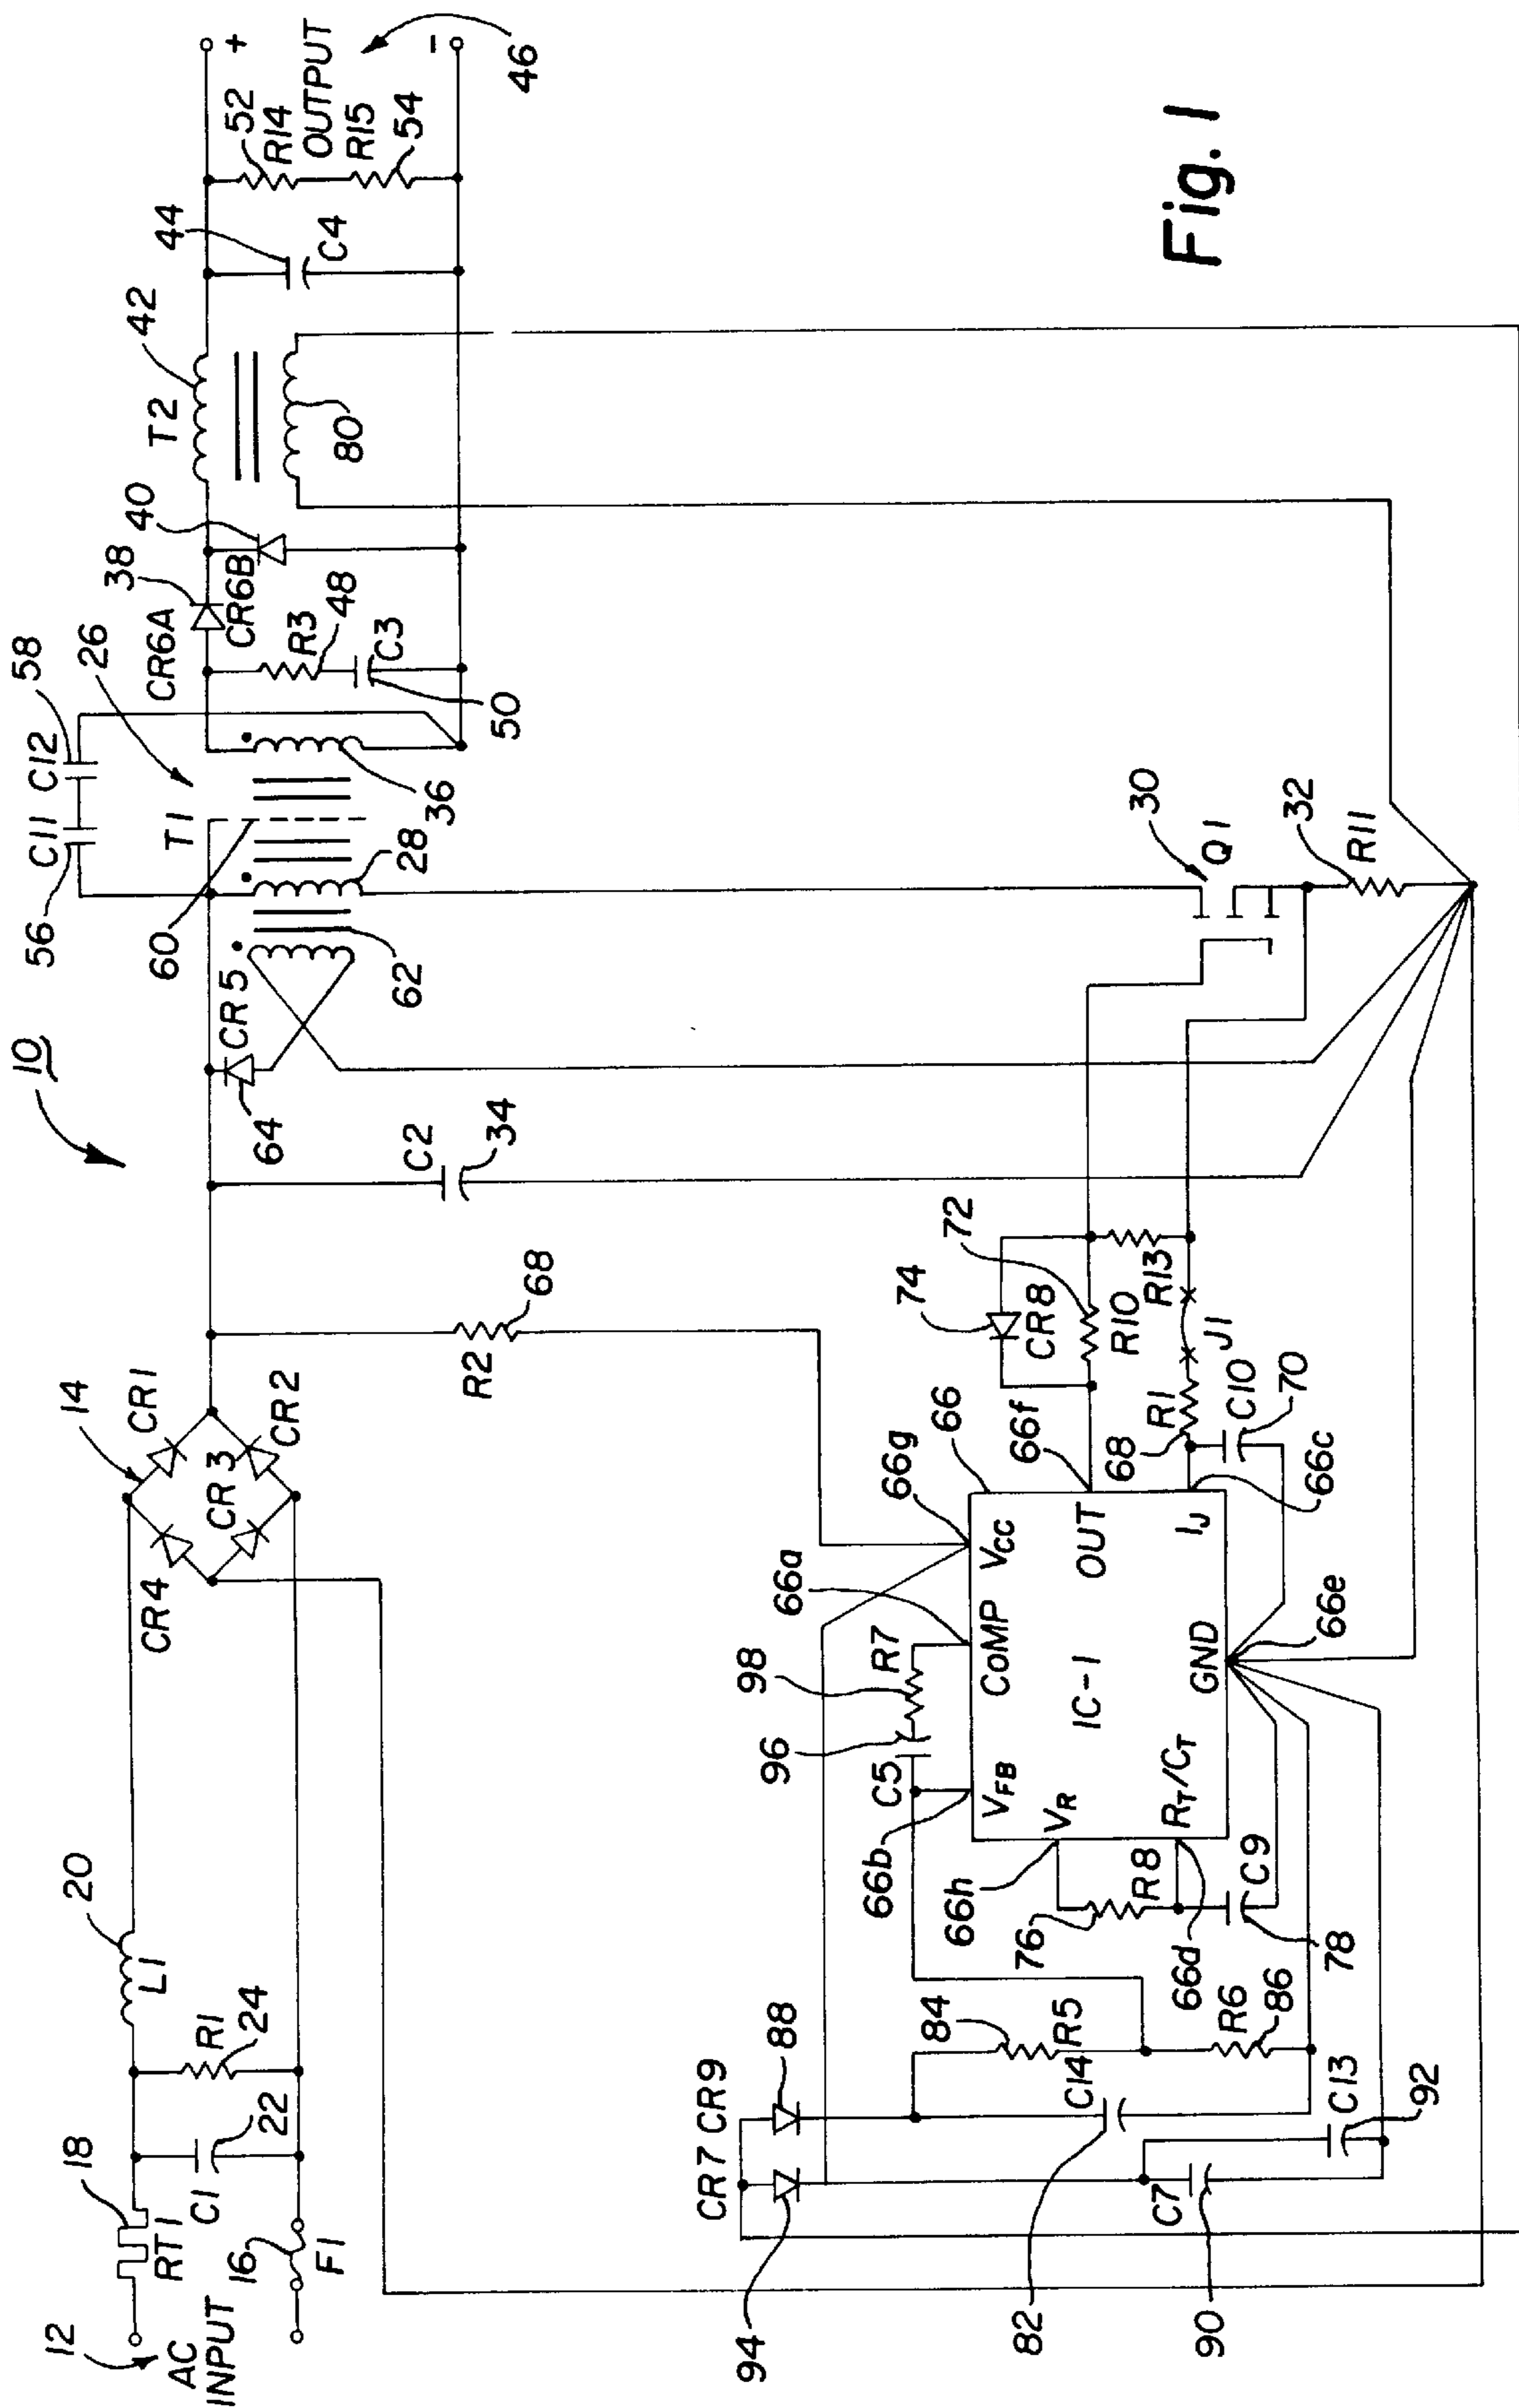 10
12
AC
INPUT
18
RT1
16
F1
C1
22
R1
24
20
L1
14
CR1
CR2
CR3
CR4
R2
68
C2
34
64
CR5
62
60
56
C11
C12
58
T1
26
28
36
CR6A
38
R3
48
C3
50
CR6B
40
T2
42
80
44
C4
52
R14
OUTPUT
R15
54
+
−
46
30
Q1
32
R11
74
CR8
72
R10
R13
J1
R1
68
C10
70
66
66f
66g
66c
66a
66e
66b
66h
66d
VFB
COMP
VCC
VR
IC-1
OUT
RT/CT
GND
IJ
98
R7
96
C5
76
R8
C9
78
CR7
CR9
88
94
84
R5
R6
86
C14
82
C7
90
C13
92
Fig. 1